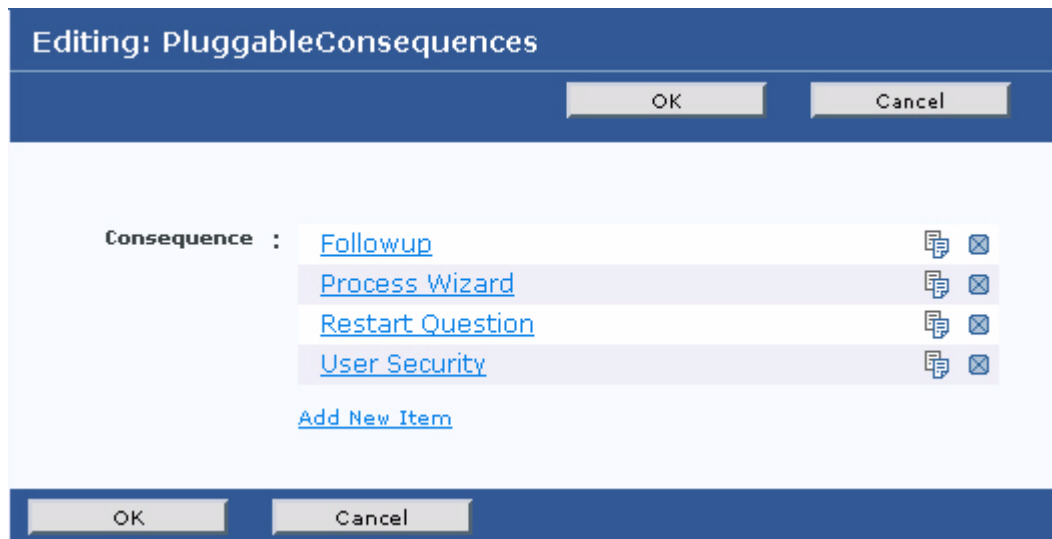 Editing: PluggableConsequences
OK Cancel
Consequence : Followup
Process Wizard
Restart Question
User Security
Add New Item
OK Cancel